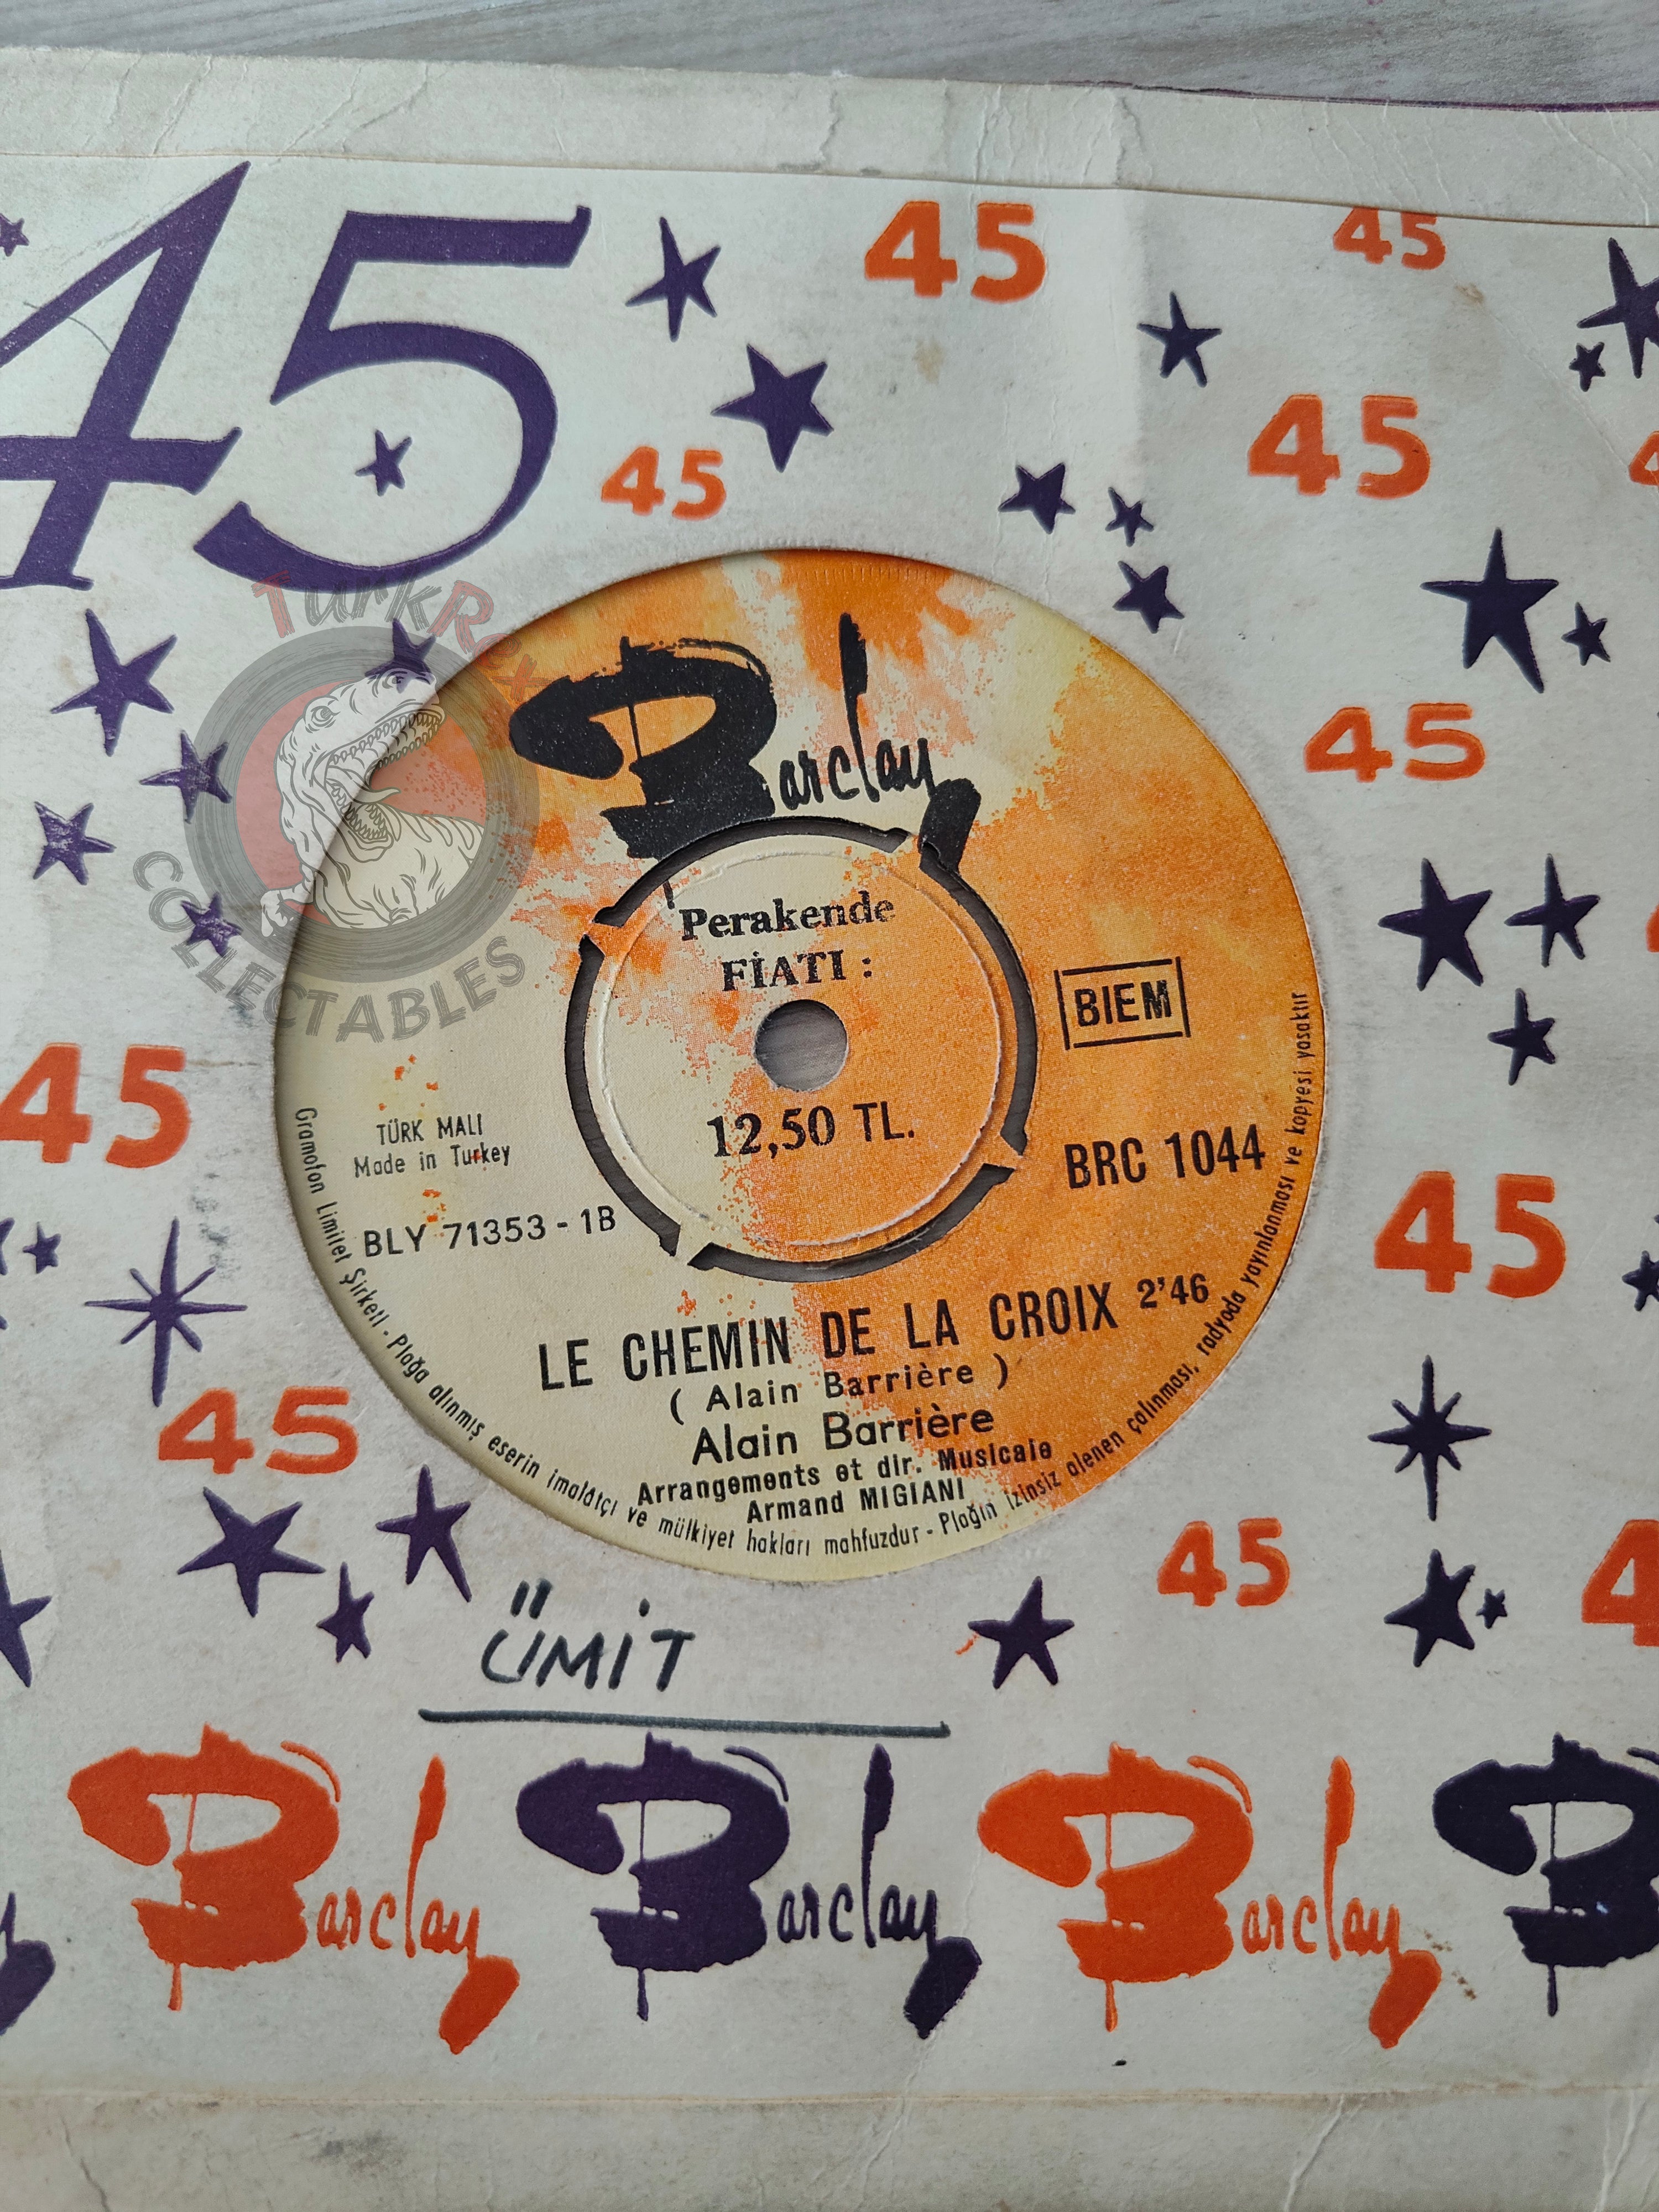 45
45
45
45
45
45
TurkRex
COLLECTABLES
Barclay
45
Perakende
FİATI :
12,50 TL.
BIEM
TÜRK MALI
Made in Turkey
BRC 1044
BLY 71353 - 1B
45
45
LE CHEMIN DE LA CROIX 2'46
( Alain Barrière )
Alain Barrière
Arrangements et dir. Musicale
Armand MIGIANI
Gramofon Limitet Şirketi - Plağa alınmış eserin imalâtçı ve mülkiyet hakları mahfuzdur - Plağın izinsiz alenen çalınması, radyoda yayınlanması ve kopyesi yasaktır
45
45
ÜMİT
Barclay Barclay Barclay